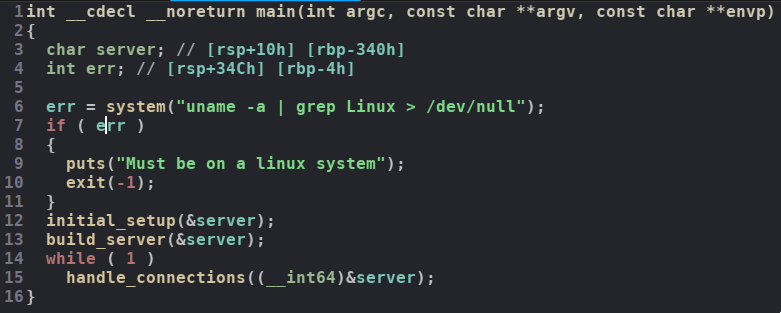 1 int __cdecl __noreturn main(int argc, const char **argv, const char **envp)
2 {
3   char server; // [rsp+10h] [rbp-340h]
4   int err; // [rsp+34Ch] [rbp-4h]
5
6   err = system("uname -a | grep Linux > /dev/null");
7   if ( err )
8   {
9     puts("Must be on a linux system");
10     exit(-1);
11   }
12   initial_setup(&server);
13   build_server(&server);
14   while ( 1 )
15     handle_connections((__int64)&server);
16 }